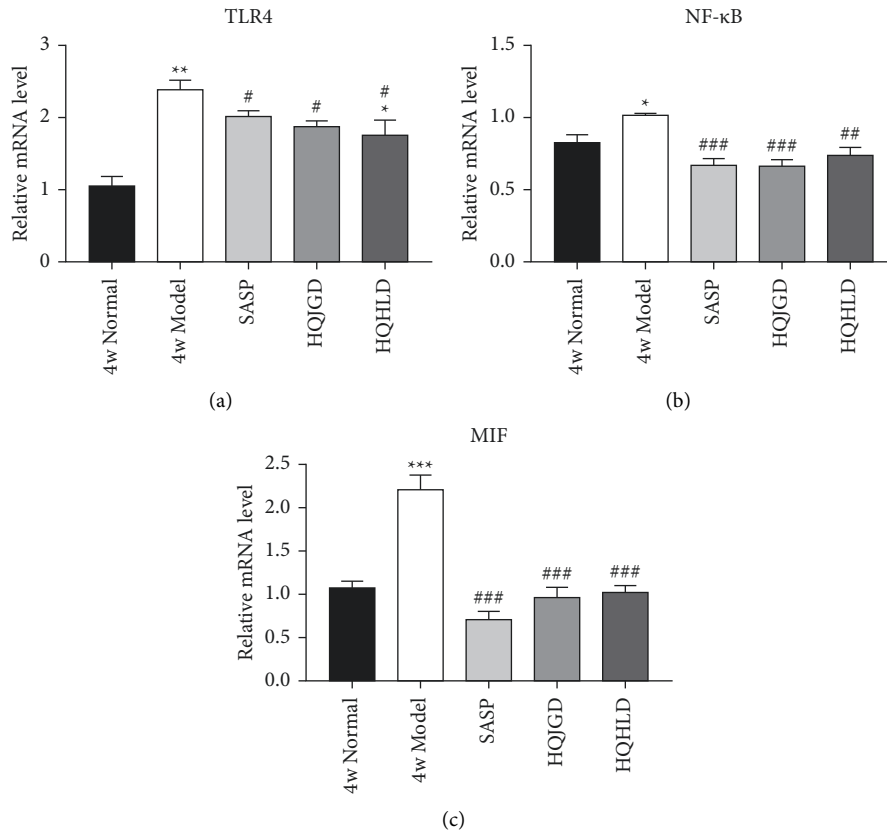 TLR4
Relative mRNA level
3
2
1
0
**
#
#
#
*
4w Normal
4w Model
SASP
HQJGD
HQHLD
(a)
NF-κB
Relative mRNA level
1.5
1.0
0.5
0.0
*
###
###
##
4w Normal
4w Model
SASP
HQJGD
HQHLD
(b)
MIF
Relative mRNA level
2.5
2.0
1.5
1.0
0.5
0.0
***
###
###
###
4w Normal
4w Model
SASP
HQJGD
HQHLD
(c)